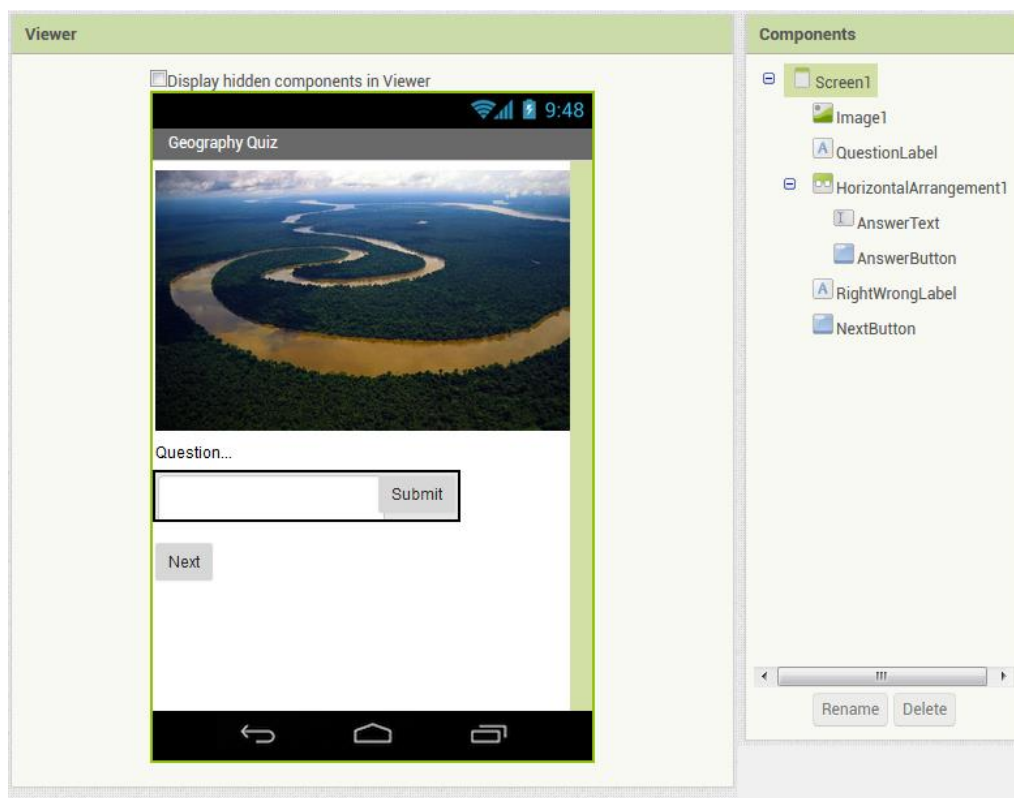 Viewer
Display hidden components in Viewer
9:48
Geography Quiz
Question...
Submit
Next
Components
Screen1
Image1
A QuestionLabel
HorizontalArrangement1
I AnswerText
AnswerButton
A RightWrongLabel
NextButton
Rename Delete